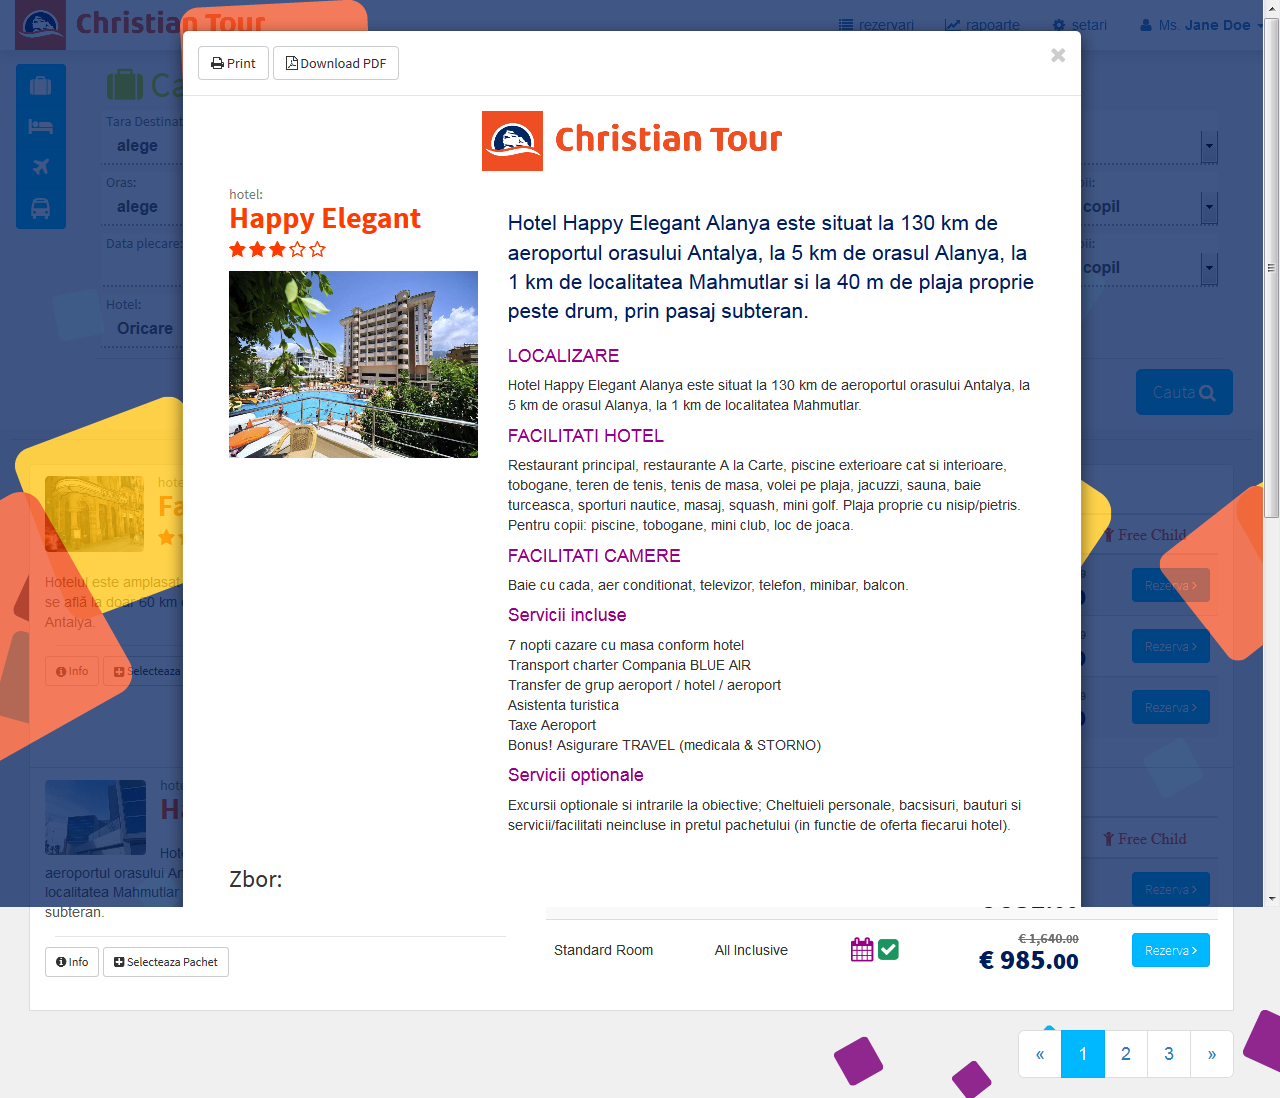 Christian Tour
rezervari
rapoarte
setari
Ms. Jane Doe
Print
Download PDF
×
Ca
Tara Destinat
alege
Oras:
alege
Data plecare:
Hotel:
Oricare
pii:
copil
pii:
copil
Cauta
Christian Tour
hotel:
Happy Elegant
Hotel Happy Elegant Alanya este situat la 130 km de
aeroportul orasului Antalya, la 5 km de orasul Alanya, la
1 km de localitatea Mahmutlar si la 40 m de plaja proprie
peste drum, prin pasaj subteran.
LOCALIZARE
Hotel Happy Elegant Alanya este situat la 130 km de aeroportul orasului Antalya, la
5 km de orasul Alanya, la 1 km de localitatea Mahmutlar.
FACILITATI HOTEL
Restaurant principal, restaurante A la Carte, piscine exterioare cat si interioare,
tobogane, teren de tenis, tenis de masa, volei pe plaja, jacuzzi, sauna, baie
turceasca, sporturi nautice, masaj, squash, mini golf. Plaja proprie cu nisip/pietris.
Pentru copii: piscine, tobogane, mini club, loc de joaca.
FACILITATI CAMERE
Baie cu cada, aer conditionat, televizor, telefon, minibar, balcon.
Servicii incluse
7 nopti cazare cu masa conform hotel
Transport charter Compania BLUE AIR
Transfer de grup aeroport / hotel / aeroport
Asistenta turistica
Taxe Aeroport
Bonus! Asigurare TRAVEL (medicala & STORNO)
Servicii optionale
Excursii optionale si intrarile la obiective; Cheltuieli personale, bacsisuri, bauturi si
servicii/facilitati neincluse in pretul pachetului (in functie de oferta fiecarui hotel).
Zbor:
hote
Fa
Hotelul este amplasat
se află la doar 60 km
Antalya.
Info
Selecteaza
Free Child
Rezerva
Rezerva
Rezerva
hote
Ha
Hot
aeroportul orasului An
localitatea Mahmutlar
subteran.
Free Child
Rezerva
Info
Selecteaza Pachet
Standard Room
All Inclusive
€ 1,640.00
€ 985.00
Rezerva
« 1 2 3 »